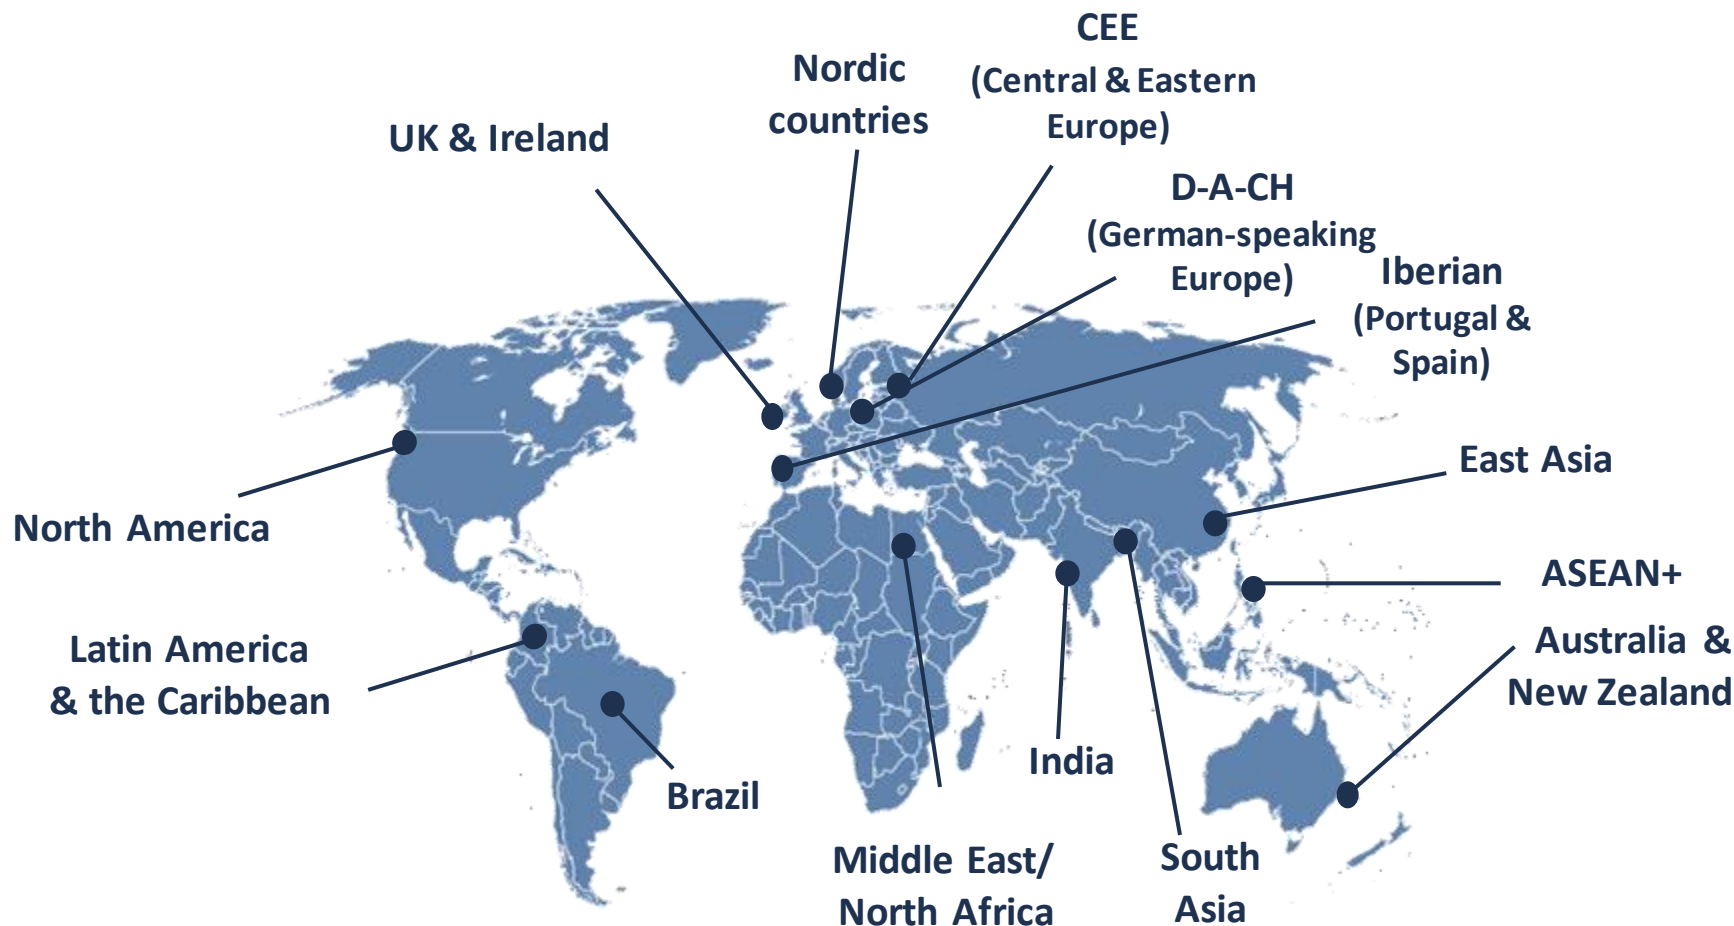 CEE
(Central & Eastern
Europe)
Nordic
countries
UK & Ireland
D-A-CH
(German-speaking
Europe)
Iberian
(Portugal &
Spain)
North America
East Asia
ASEAN+
Latin America
& the Caribbean
Australia &
New Zealand
Brazil
India
Middle East/
North Africa
South
Asia